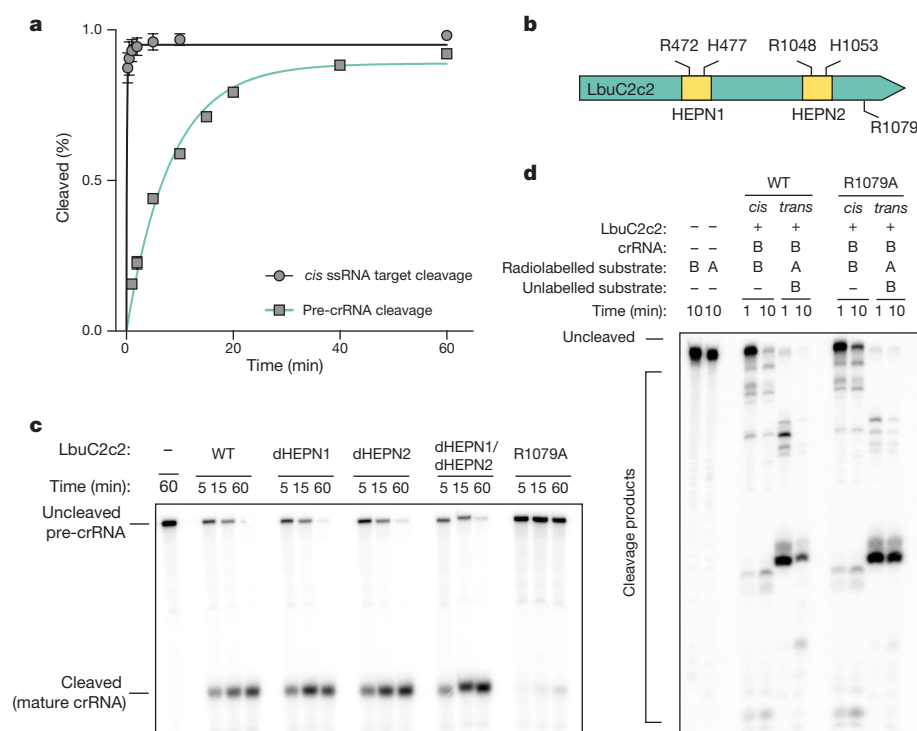 a
1.0
0.5
0.0
Cleaved (%)
0
20
40
60
Time (min)
cis ssRNA target cleavage
Pre-crRNA cleavage
b
R472 H477 R1048 H1053
LbuC2c2
HEPN1 HEPN2
R1079
c
LbuC2c2: – WT dHEPN1 dHEPN2 dHEPN1/ dHEPN2 R1079A
Time (min): 60 5 15 60 5 15 60 5 15 60 5 15 60 5 15 60
Uncleaved
pre-crRNA
Cleaved
(mature crRNA)
d
WT R1079A
cis trans cis trans
LbuC2c2: – – + + + +
crRNA: – – B B B B
Radiolabelled substrate: B A B A B A
Unlabelled substrate: – B – B
Time (min): 10 10 1 10 1 10 1 10 1 10
Uncleaved
Cleavage products